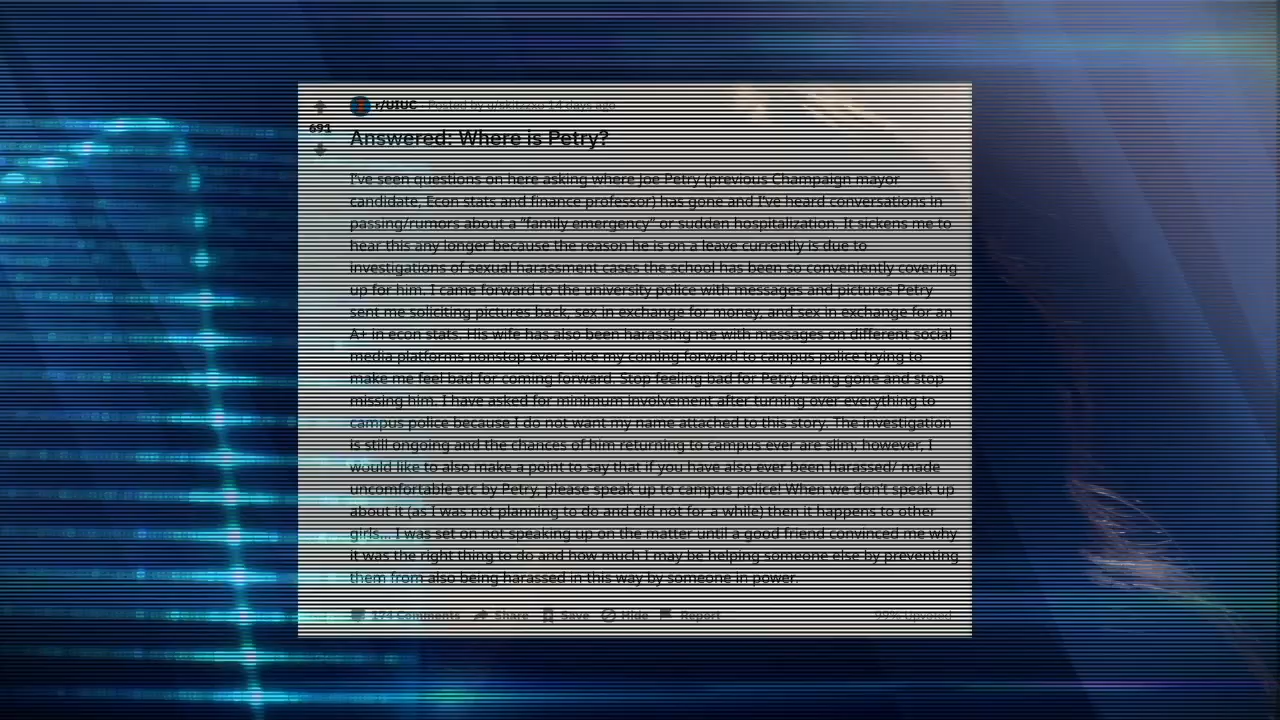 r/UIUC · Posted by u/skitzzzo 14 days ago
691
Answered: Where is Petry?
I've seen questions on here asking where Joe Petry (previous Champaign mayor
candidate, Econ stats and finance professor) has gone and I've heard conversations in
passing/rumors about a "family emergency" or sudden hospitalization. It sickens me to
hear this any longer because the reason he is on a leave currently is due to
investigations of sexual harassment cases the school has been so conveniently covering
up for him. I came forward to the university police with messages and pictures Petry
sent me soliciting pictures back, sex in exchange for money, and sex in exchange for an
A+ in econ stats. His wife has also been harassing me with messages on different social
media platforms nonstop ever since my coming forward to campus police trying to
make me feel bad for coming forward. Stop feeling bad for Petry being gone and stop
missing him. I have asked for minimum involvement after turning over everything to
campus police because I do not want my name attached to this story. The investigation
is still ongoing and the chances of him returning to campus ever are slim, however, I
would like to also make a point to say that if you have also ever been harassed/ made
uncomfortable etc by Petry, please speak up to campus police! When we don't speak up
about it (as I was not planning to do and did not for a while) then it happens to other
girls... I was set on not speaking up on the matter until a good friend convinced me why
it was the right thing to do and how much I may be helping someone else by preventing
them from also being harassed in this way by someone in power.
174 Comments Share Save Hide Report 99% Upvoted